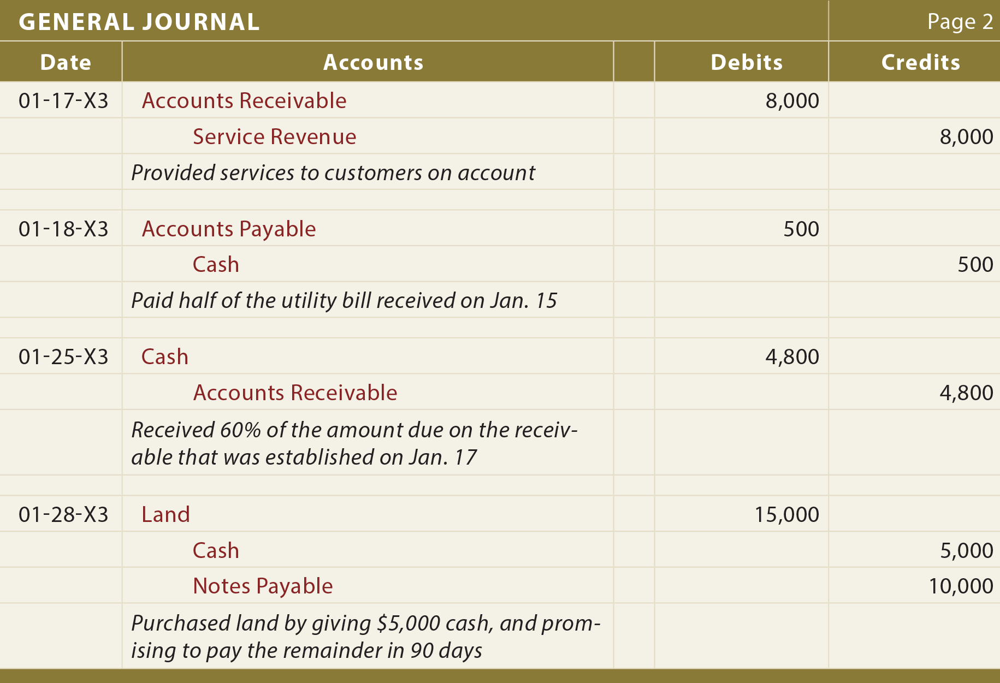 GENERAL JOURNAL Page 2
Date Accounts Debits Credits
01-17-X3 Accounts Receivable 8,000
Service Revenue 8,000
Provided services to customers on account
01-18-X3 Accounts Payable 500
Cash 500
Paid half of the utility bill received on Jan. 15
01-25-X3 Cash 4,800
Accounts Receivable 4,800
Received 60% of the amount due on the receiv-
able that was established on Jan. 17
01-28-X3 Land 15,000
Cash 5,000
Notes Payable 10,000
Purchased land by giving $5,000 cash, and prom-
ising to pay the remainder in 90 days